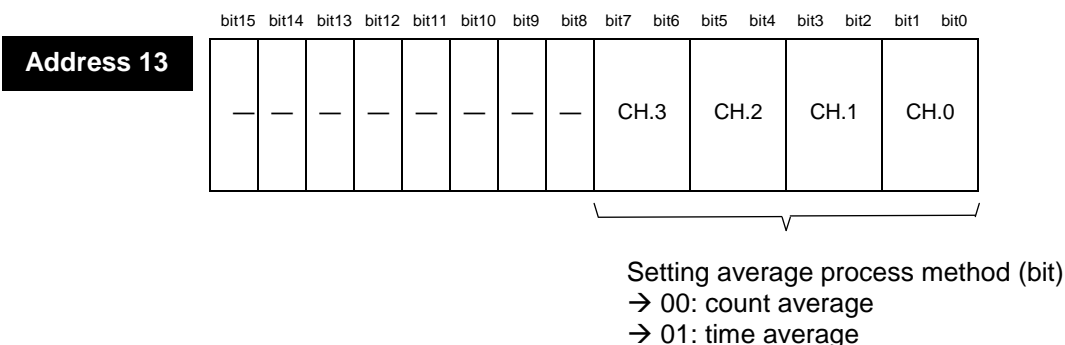 bit15 bit14 bit13 bit12 bit11 bit10 bit9 bit8 bit7 bit6 bit5 bit4 bit3 bit2 bit1 bit0
Address 13
— — — — — — — — CH.3 CH.2 CH.1 CH.0
Setting average process method (bit)
→ 00: count average
→ 01: time average